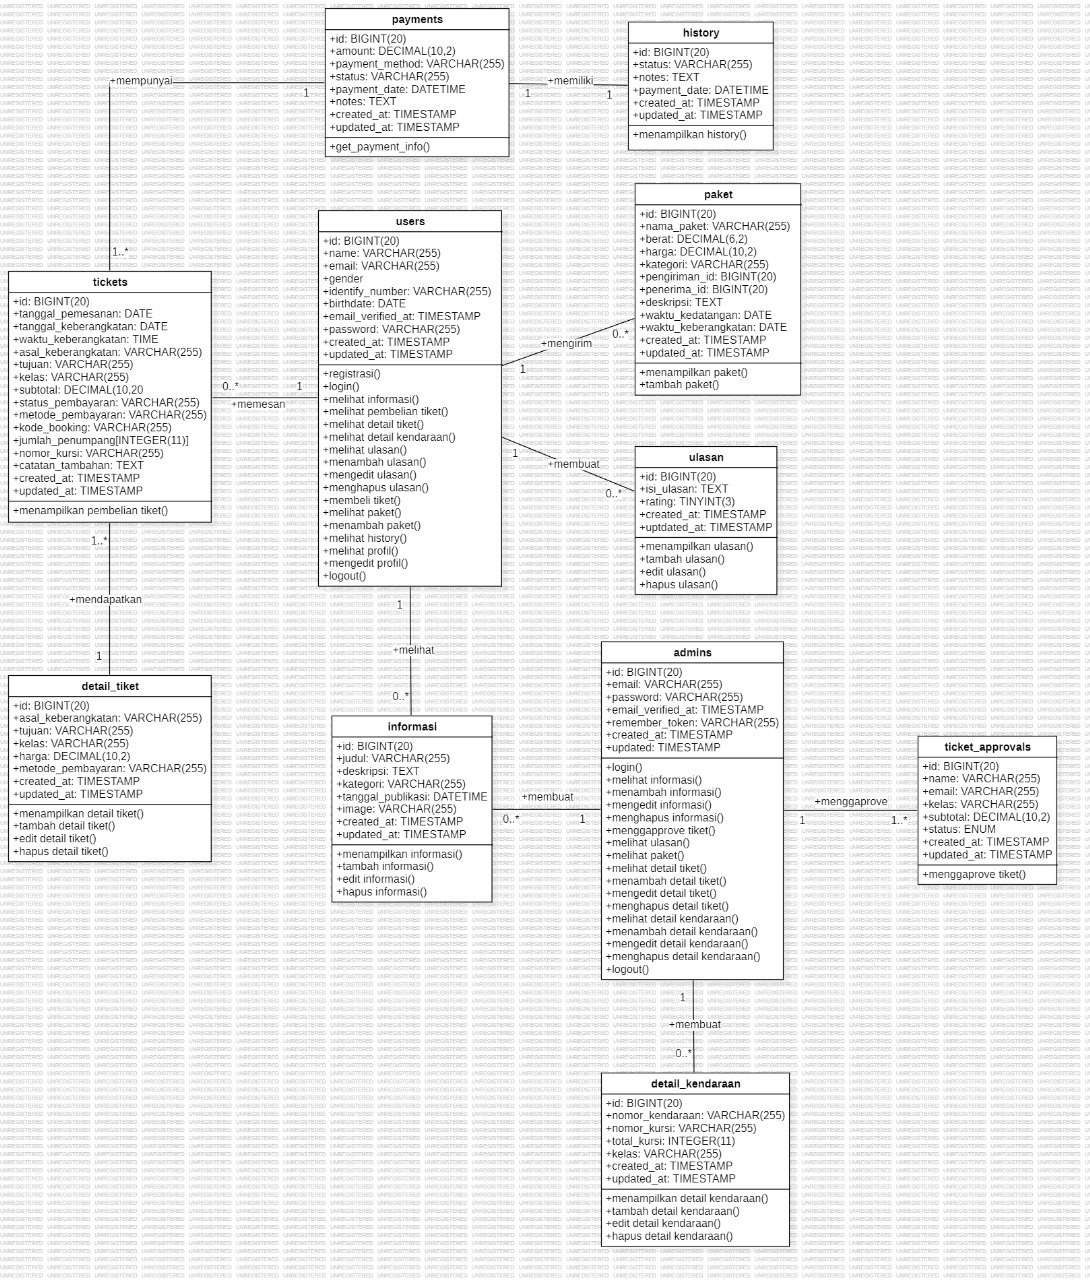 payments
+id: BIGINT(20)
+amount: DECIMAL(10,2)
+payment_method: VARCHAR(255)
+status: VARCHAR(255)
+payment_date: DATETIME
+notes: TEXT
+created_at: TIMESTAMP
+updated_at: TIMESTAMP
+get_payment_info()
history
+id: BIGINT(20)
+status: VARCHAR(255)
+notes: TEXT
+payment_date: DATETIME
+created_at: TIMESTAMP
+updated_at: TIMESTAMP
+menampilkan history()
+mempunyai
1
1..*
+memiliki
1
1
paket
+id: BIGINT(20)
+nama_paket: VARCHAR(255)
+berat: DECIMAL(6,2)
+harga: DECIMAL(10,2)
+kategori: VARCHAR(255)
+pengiriman_id: BIGINT(20)
+penerima_id: BIGINT(20)
+deskripsi: TEXT
+waktu_kedatangan: DATE
+waktu_keberangkatan: DATE
+created_at: TIMESTAMP
+updated_at: TIMESTAMP
+menampilkan paket()
+tambah paket()
users
+id: BIGINT(20)
+name: VARCHAR(255)
+email: VARCHAR(255)
+gender
+identify_number: VARCHAR(255)
+birthdate: DATE
+email_verified_at: TIMESTAMP
+password: VARCHAR(255)
+created_at: TIMESTAMP
+updated_at: TIMESTAMP
+registrasi()
+login()
+melihat informasi()
+melihat pembelian tiket()
+melihat detail tiket()
+melihat detail kendaraan()
+melihat ulasan()
+menambah ulasan()
+mengedit ulasan()
+menghapus ulasan()
+membeli tiket()
+melihat paket()
+menambah paket()
+melihat history()
+melihat profil()
+mengedit profil()
+logout()
tickets
+id: BIGINT(20)
+tanggal_pemesanan: DATE
+tanggal_keberangkatan: DATE
+waktu_keberangkatan: TIME
+asal_keberangkatan: VARCHAR(255)
+tujuan: VARCHAR(255)
+kelas: VARCHAR(255)
+subtotal: DECIMAL(10,20
+status_pembayaran: VARCHAR(255)
+metode_pembayaran: VARCHAR(255)
+kode_booking: VARCHAR(255)
+jumlah_penumpang[INTEGER(11)]
+nomor_kursi: VARCHAR(255)
+catatan_tambahan: TEXT
+created_at: TIMESTAMP
+updated_at: TIMESTAMP
+menampilkan pembelian tiket()
0..*
1
+memesan
+mengirim
1
0..*
+membuat
1
0..*
ulasan
+id: BIGINT(20)
+isi_ulasan: TEXT
+rating: TINYINT(3)
+created_at: TIMESTAMP
+uptdated_at: TIMESTAMP
+menampilkan ulasan()
+tambah ulasan()
+edit ulasan()
+hapus ulasan()
1..*
+mendapatkan
1
detail_tiket
+id: BIGINT(20)
+asal_keberangkatan: VARCHAR(255)
+tujuan: VARCHAR(255)
+kelas: VARCHAR(255)
+harga: DECIMAL(10,2)
+metode_pembayaran: VARCHAR(255)
+created_at: TIMESTAMP
+updated_at: TIMESTAMP
+menampilkan detail tiket()
+tambah detail tiket()
+edit detail tiket()
+hapus detail tiket()
1
+melihat
0..*
informasi
+id: BIGINT(20)
+judul: VARCHAR(255)
+deskripsi: TEXT
+kategori: VARCHAR(255)
+tanggal_publikasi: DATETIME
+image: VARCHAR(255)
+created_at: TIMESTAMP
+updated_at: TIMESTAMP
+menampilkan informasi()
+tambah informasi()
+edit informasi()
+hapus informasi()
+membuat
0..*
1
admins
+id: BIGINT(20)
+email: VARCHAR(255)
+password: VARCHAR(255)
+email_verified_at: TIMESTAMP
+remember_token: VARCHAR(255)
+created_at: TIMESTAMP
+updated: TIMESTAMP
+login()
+melihat informasi()
+menambah informasi()
+mengedit informasi()
+menghapus informasi()
+menggapprove tiket()
+melihat ulasan()
+melihat paket()
+melihat detail tiket()
+menambah detail tiket()
+mengedit detail tiket()
+menghapus detail tiket()
+melihat detail kendaraan()
+menambah detail kendaraan()
+mengedit detail kendaraan()
+menghapus detail kendaraan()
+logout()
+menggaprove
1
1..*
ticket_approvals
+id: BIGINT(20)
+name: VARCHAR(255)
+email: VARCHAR(255)
+kelas: VARCHAR(255)
+subtotal: DECIMAL(10,2)
+status: ENUM
+created_at: TIMESTAMP
+updated_at: TIMESTAMP
+menggaprove tiket()
1
+membuat
0..*
detail_kendaraan
+id: BIGINT(20)
+nomor_kendaraan: VARCHAR(255)
+nomor_kursi: VARCHAR(255)
+total_kursi: INTEGER(11)
+kelas: VARCHAR(255)
+created_at: TIMESTAMP
+updated_at: TIMESTAMP
+menampilkan detail kendaraan()
+tambah detail kendaraan()
+edit detail kendaraan()
+hapus detail kendaraan()
UNREGISTERED